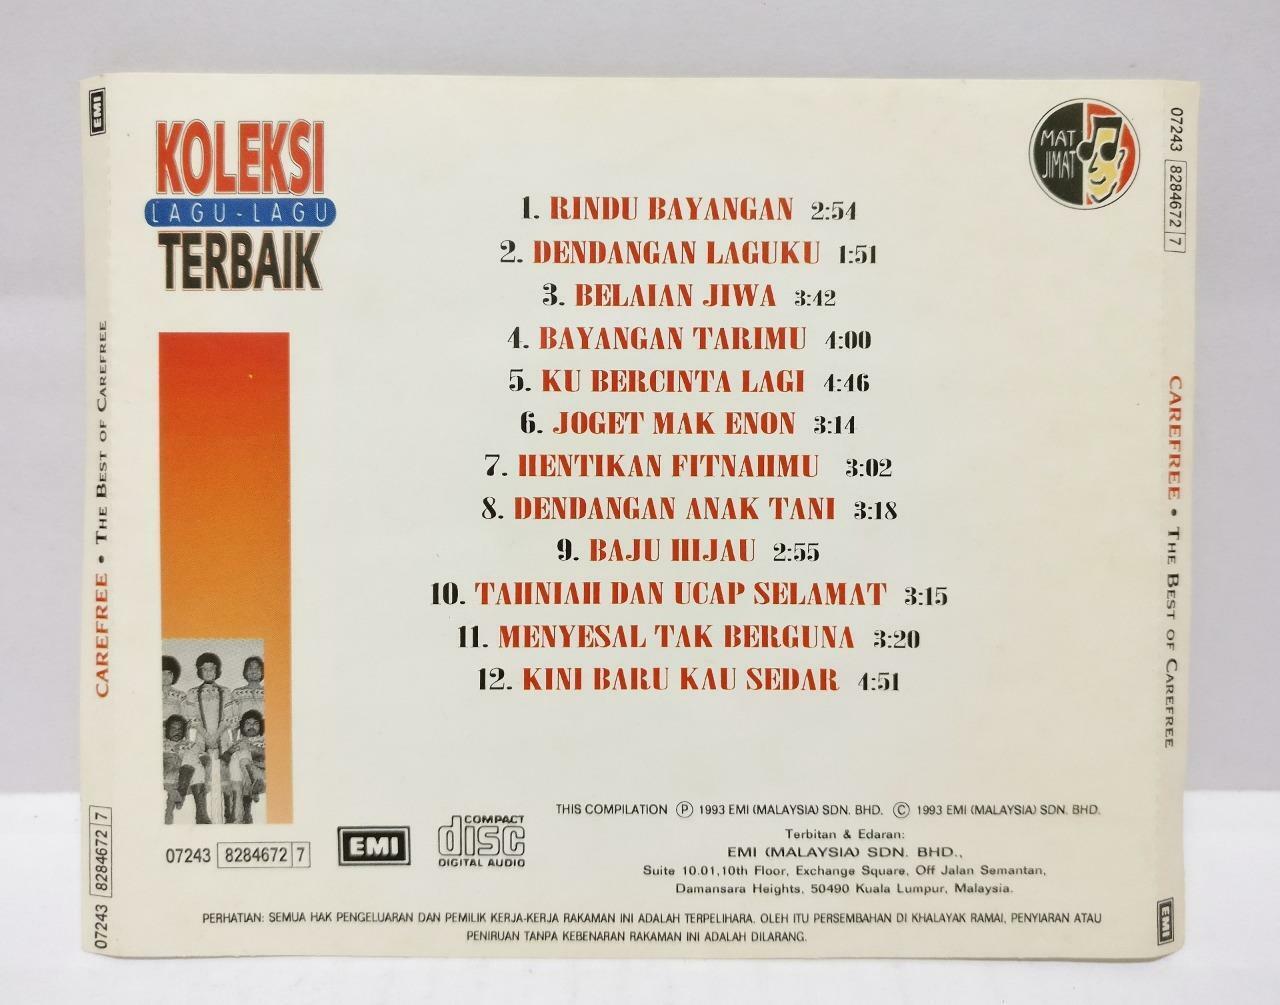 EMI
KOLEKSI
LAGU-LAGU
TERBAIK
MAT
JIMAT
1. RINDU BAYANGAN 2:54
2. DENDANGAN LAGUKU 1:51
3. BELAIAN JIWA 3:42
4. BAYANGAN TARIMU 4:00
5. KU BERCINTA LAGI 4:46
6. JOGET MAK ENON 3:14
7. HENTIKAN FITNAHMU 3:02
8. DENDANGAN ANAK TANI 3:18
9. BAJU HIJAU 2:55
10. TAHNIAH DAN UCAP SELAMAT 3:15
11. MENYESAL TAK BERGUNA 3:20
12. KINI BARU KAU SEDAR 4:51
CAREFREE • THE BEST OF CAREFREE
07243 8284672 7
07243 8284672 7
CAREFREE • THE BEST OF CAREFREE
EMI
07243 8284672 7
EMI
COMPACT
disc
DIGITAL AUDIO
THIS COMPILATION Ⓟ 1993 EMI (MALAYSIA) SDN. BHD. © 1993 EMI (MALAYSIA) SDN. BHD.
Terbitan & Edaran:
EMI (MALAYSIA) SDN. BHD.,
Suite 10.01,10th Floor, Exchange Square, Off Jalan Semantan,
Damansara Heights, 50490 Kuala Lumpur, Malaysia.
PERHATIAN: SEMUA HAK PENGELUARAN DAN PEMILIK KERJA-KERJA RAKAMAN INI ADALAH TERPELIHARA. OLEH ITU PERSEMBAHAN DI KHALAYAK RAMAI, PENYIARAN ATAU
PENIRUAN TANPA KEBENARAN RAKAMAN INI ADALAH DILARANG.